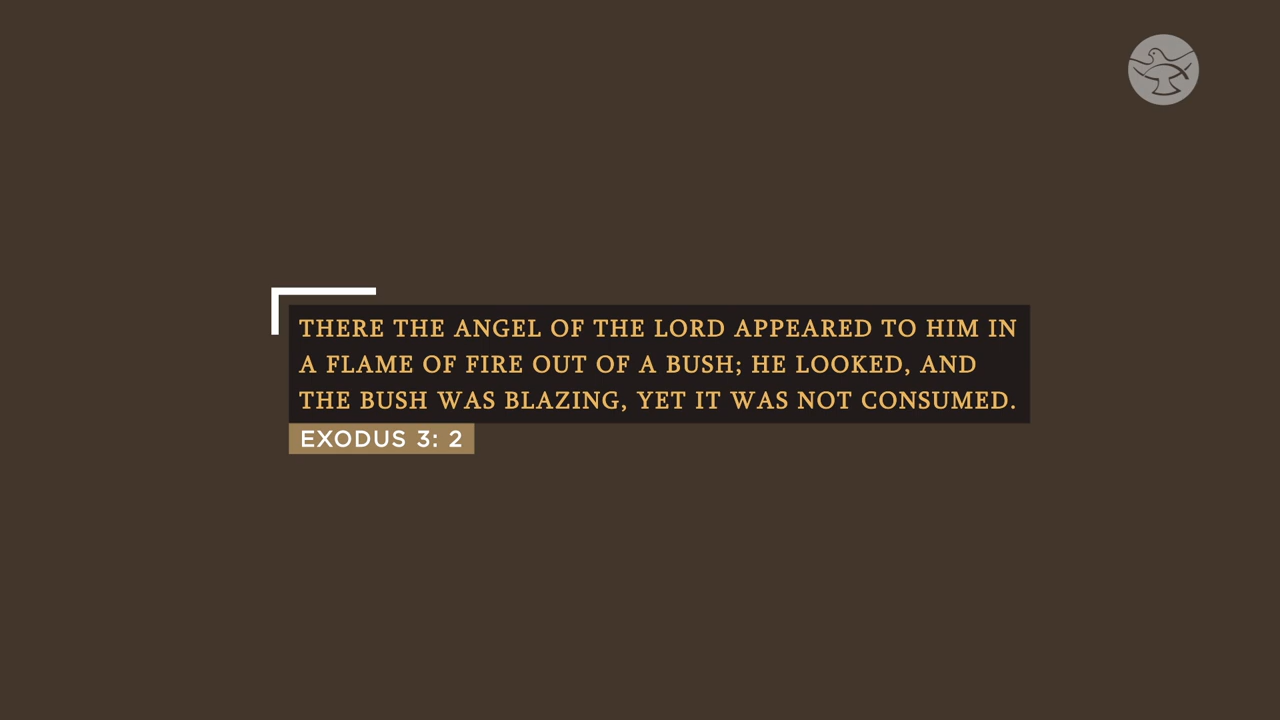 THERE THE ANGEL OF THE LORD APPEARED TO HIM IN
A FLAME OF FIRE OUT OF A BUSH; HE LOOKED, AND
THE BUSH WAS BLAZING, YET IT WAS NOT CONSUMED.
EXODUS 3: 2